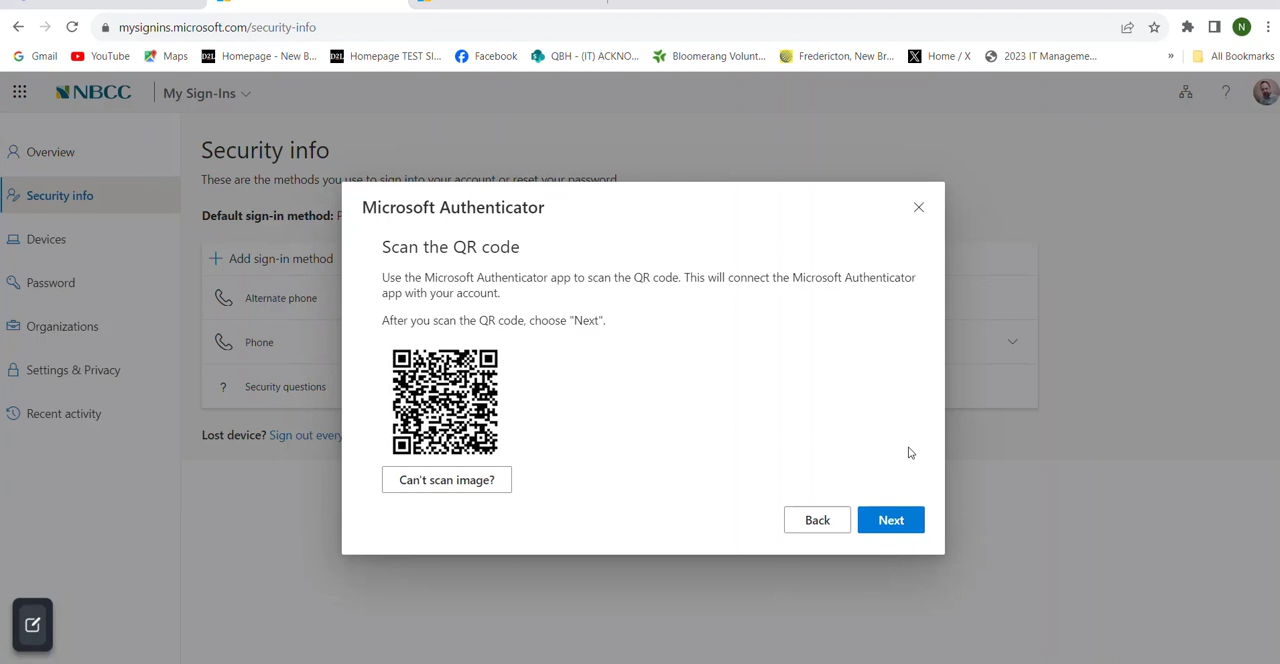 mysignins.microsoft.com/security-info
N
Gmail YouTube Maps D2L Homepage - New B... D2L Homepage TEST SI... Facebook QBH - (IT) ACKNO... Bloomerang Volunt... Fredericton, New Br... Home / X 2023 IT Manageme... » All Bookmarks
NBCC My Sign-Ins ?
Overview
Security info
Devices
Password
Organizations
Settings & Privacy
Recent activity
Security info
These are the methods you use to sign into your account or reset your password.
Default sign-in method:
+ Add sign-in method
Alternate phone
Phone
? Security questions
Lost device? Sign out every
Microsoft Authenticator
Scan the QR code
Use the Microsoft Authenticator app to scan the QR code. This will connect the Microsoft Authenticator
app with your account.
After you scan the QR code, choose "Next".
Can't scan image?
Back Next